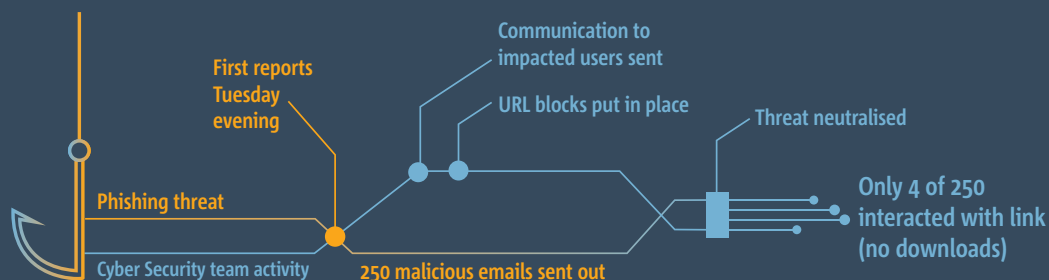 Communication to
impacted users sent
First reports
Tuesday
evening
URL blocks put in place
Threat neutralised
Phishing threat
Only 4 of 250
interacted with link
(no downloads)
Cyber Security team activity
250 malicious emails sent out